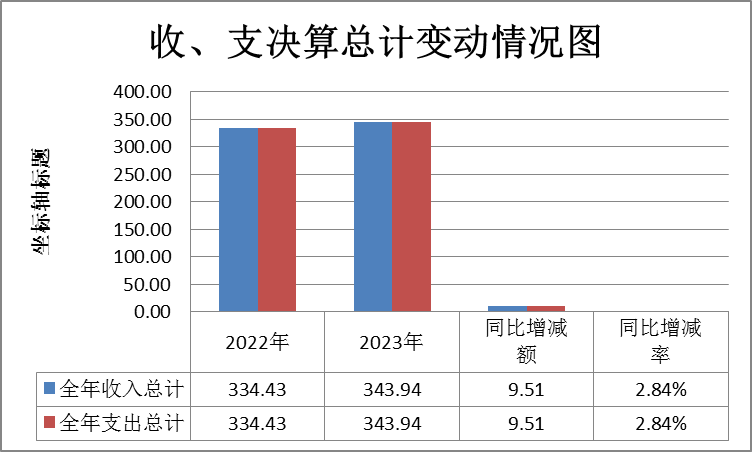 收、支决算总计变动情况图
坐标轴标题
400.00
350.00
300.00
250.00
200.00
150.00
100.00
50.00
0.00
2022年 2023年 同比增减额 同比增减率
全年收入总计 334.43 343.94 9.51 2.84%
全年支出总计 334.43 343.94 9.51 2.84%